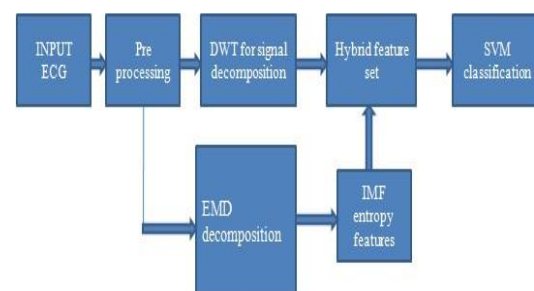 INPUT
ECG
Pre
processing
DWT for signal
decomposition
Hybrid feature
set
SVM
classification
EMD
decomposition
IMF
entropy
features